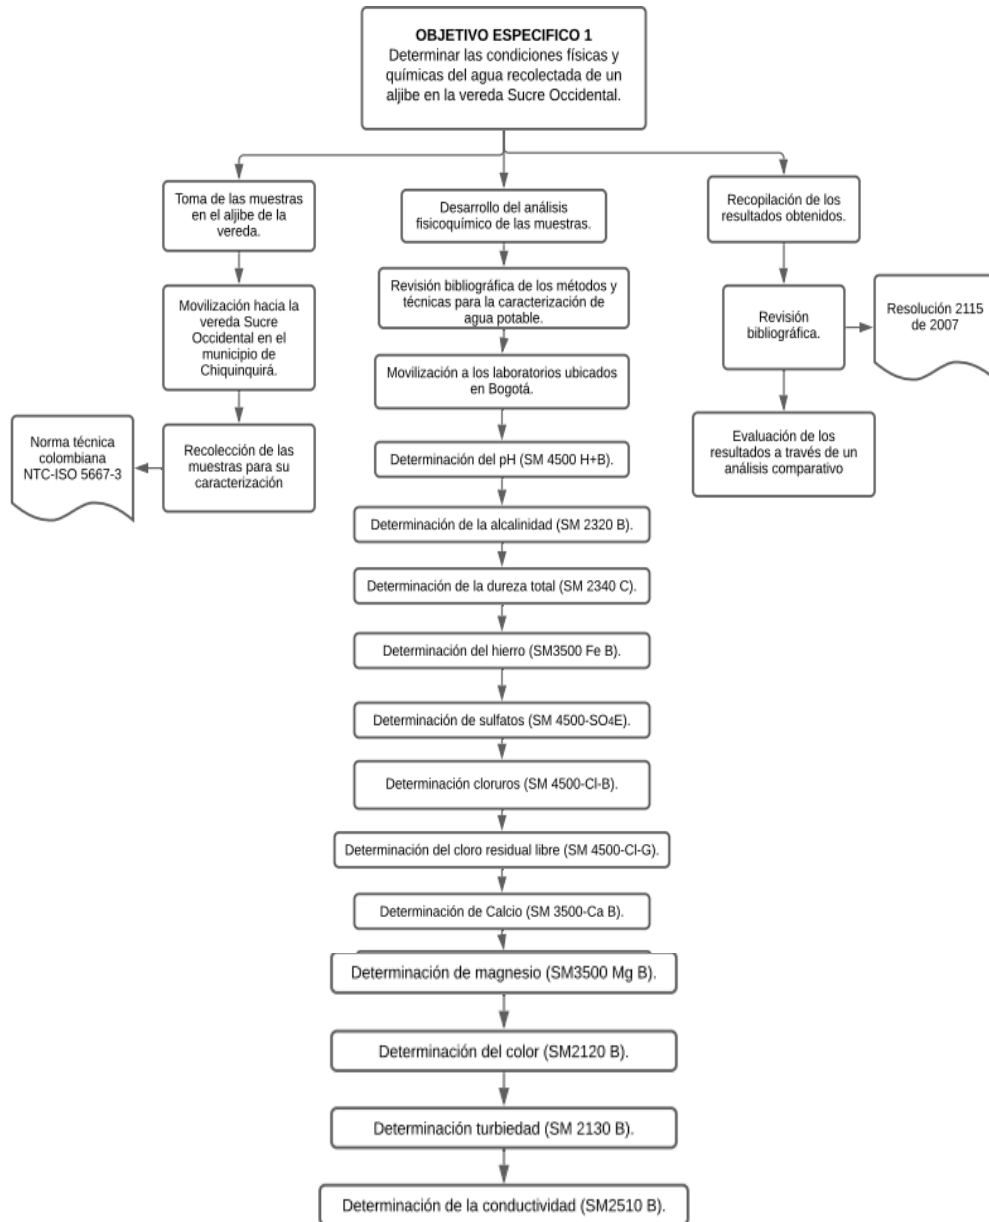 OBJETIVO ESPECIFICO 1
Determinar las condiciones físicas y
químicas del agua recolectada de un
aljibe en la vereda Sucre Occidental.
Toma de las muestras
en el aljibe de la
vereda.
Movilización hacia la
vereda Sucre
Occidental en el
municipio de
Chiquinquirá.
Recolección de las
muestras para su
caracterización
Norma técnica
colombiana
NTC-ISO 5667-3
Desarrollo del análisis
fisicoquímico de las muestras.
Revisión bibliográfica de los métodos y
técnicas para la caracterización de
agua potable.
Movilización a los laboratorios ubicados
en Bogotá.
Determinación del pH (SM 4500 H+B).
Determinación de la alcalinidad (SM 2320 B).
Determinación de la dureza total (SM 2340 C).
Determinación del hierro (SM3500 Fe B).
Determinación de sulfatos (SM 4500-SO4E).
Determinación cloruros (SM 4500-Cl-B).
Determinación del cloro residual libre (SM 4500-Cl-G).
Determinación de Calcio (SM 3500-Ca B).
Determinación de magnesio (SM3500 Mg B).
Determinación del color (SM2120 B).
Determinación turbiedad (SM 2130 B).
Determinación de la conductividad (SM2510 B).
Recopilación de los
resultados obtenidos.
Revisión
bibliográfica.
Resolución 2115
de 2007
Evaluación de los
resultados a través de un
análisis comparativo